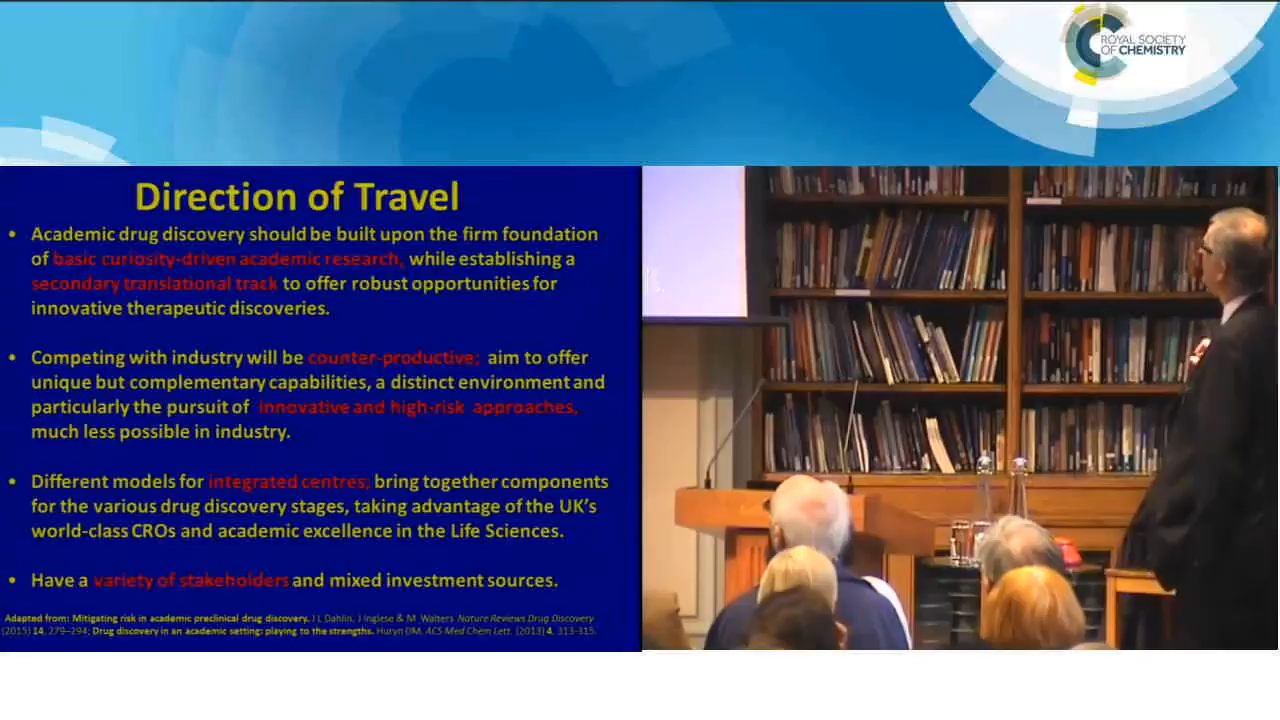 ROYAL SOCIETY
OF CHEMISTRY
Direction of Travel
• Academic drug discovery should be built upon the firm foundation
of basic curiosity-driven academic research, while establishing a
secondary translational track to offer robust opportunities for
innovative therapeutic discoveries.
• Competing with industry will be counter-productive; aim to offer
unique but complementary capabilities, a distinct environment and
particularly the pursuit of innovative and high-risk approaches,
much less possible in industry.
• Different models for integrated centres; bring together components
for the various drug discovery stages, taking advantage of the UK's
world-class CROs and academic excellence in the Life Sciences.
• Have a variety of stakeholders and mixed investment sources.
Adapted from: Mitigating risk in academic preclinical drug discovery. J L Dahlin, J Inglese & M Walters Nature Reviews Drug Discovery
(2015) 14, 279–294; Drug discovery in an academic setting: playing to the strengths. Huryn DM, ACS Med Chem Lett. (2013) 4, 313-315.